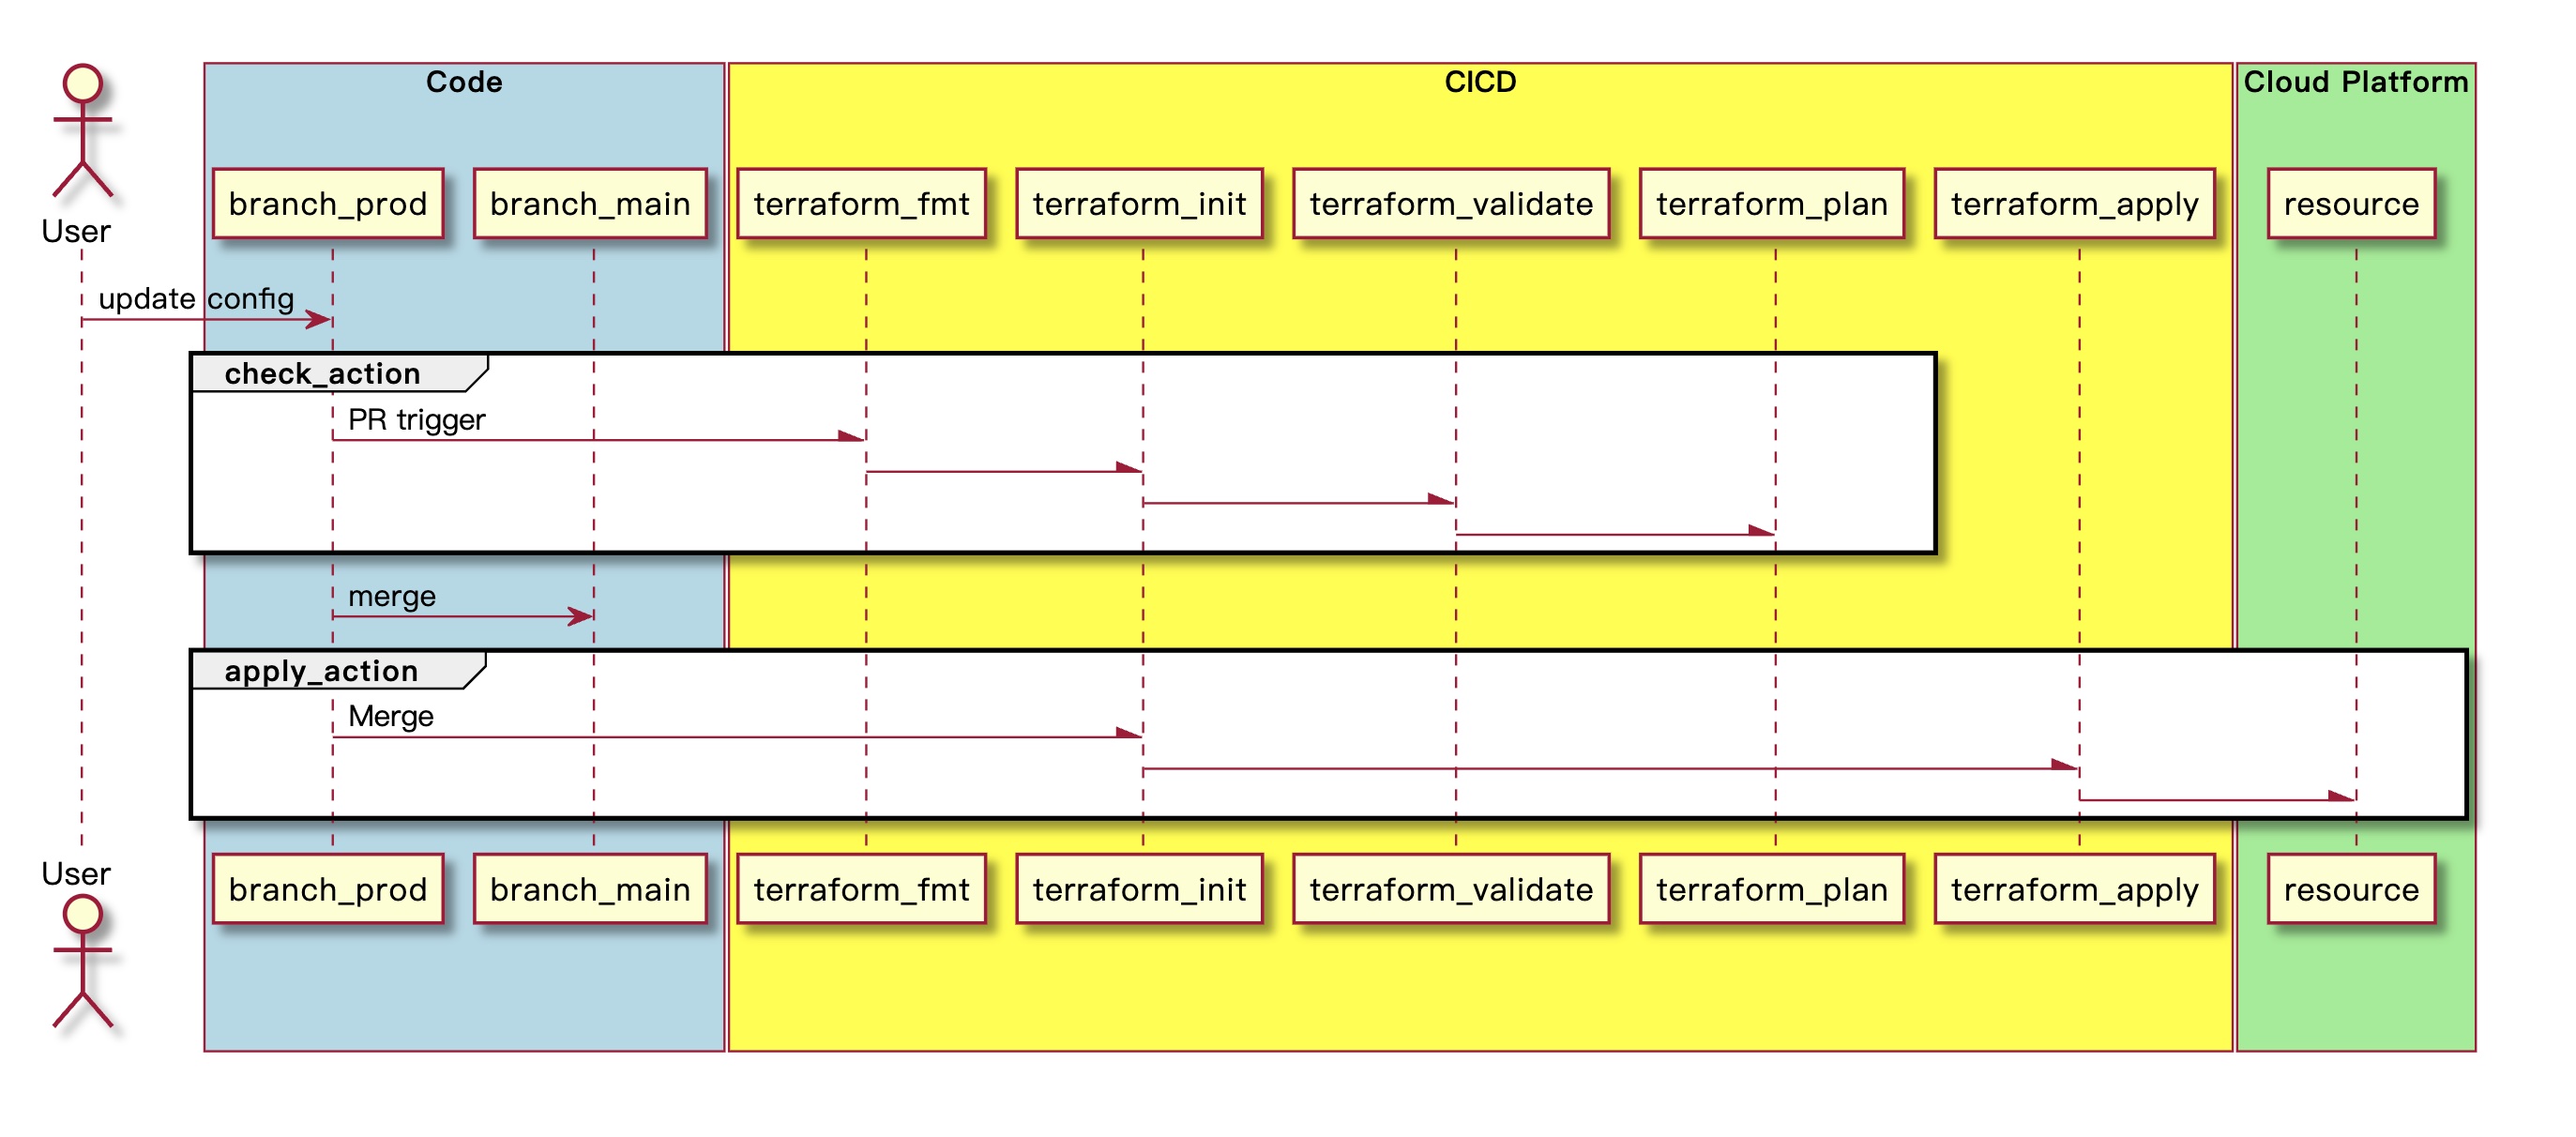 Code
CICD
Cloud Platform
User
branch_prod
branch_main
terraform_fmt
terraform_init
terraform_validate
terraform_plan
terraform_apply
resource
update config
check_action
PR trigger
merge
apply_action
Merge
User
branch_prod
branch_main
terraform_fmt
terraform_init
terraform_validate
terraform_plan
terraform_apply
resource